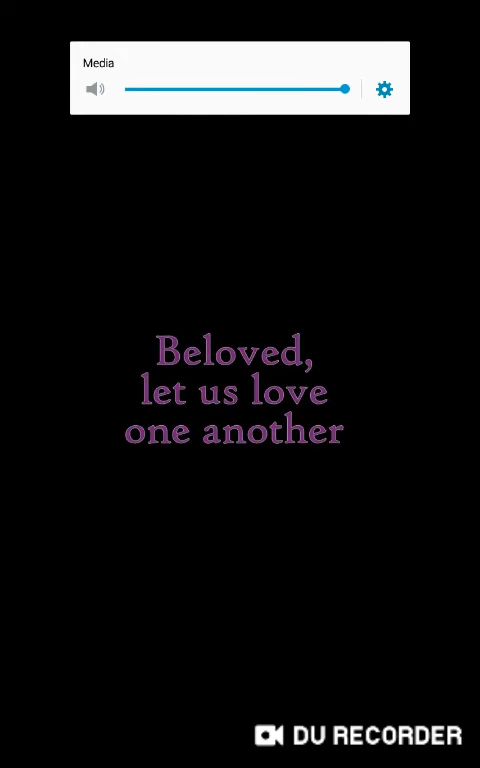 Media
Beloved,
let us love
one another
DU RECORDER